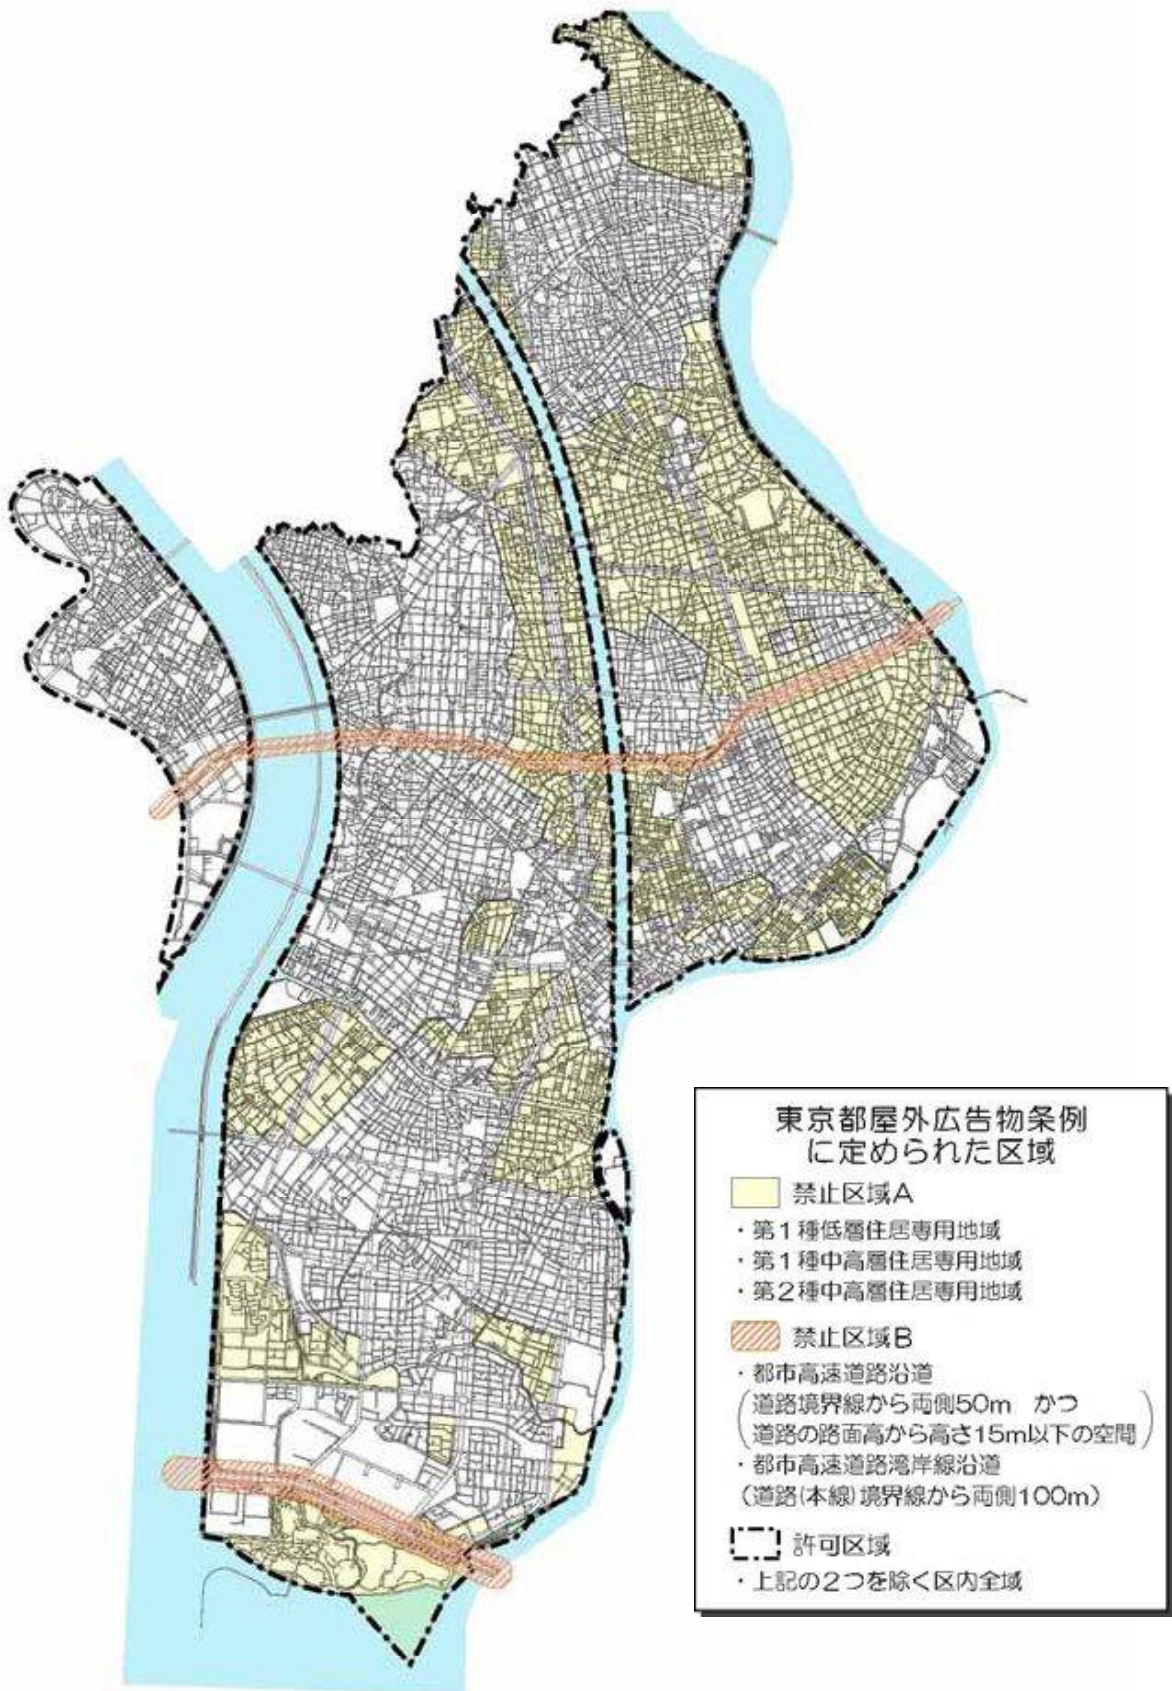 東京都屋外広告物条例
に定められた区域
禁止区域A
・第1種低層住居専用地域
・第1種中高層住居専用地域
・第2種中高層住居専用地域
禁止区域B
・都市高速道路沿道
(道路境界線から両側50m かつ
道路の路面高から高さ15m以下の空間)
・都市高速道路湾岸線沿道
(道路(本線)境界線から両側100m)
許可区域
・上記の2つを除く区内全域